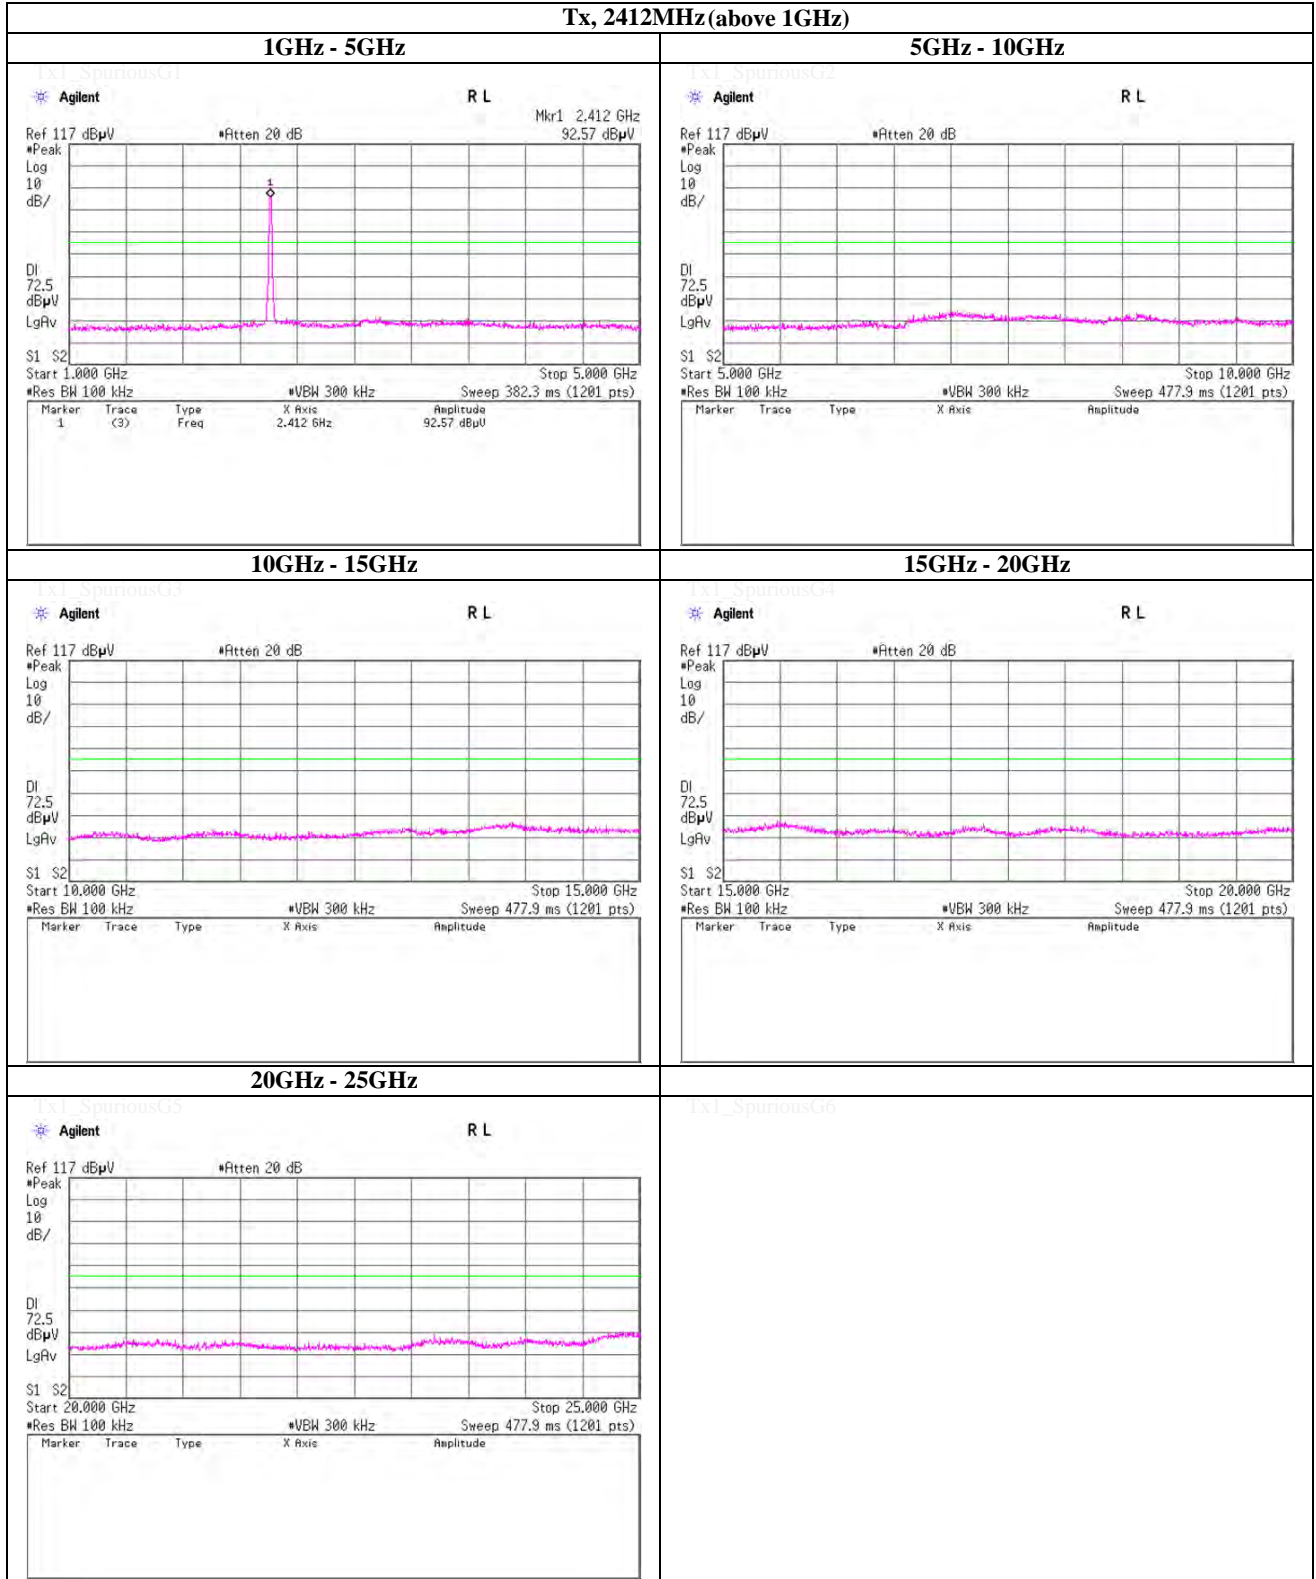 Tx, 2412MHz (above 1GHz)
1GHz - 5GHz
Tx1_SpuriousG1
Agilent R L
Mkr1 2.412 GHz
Ref 117 dBµV #Atten 20 dB 92.57 dBµV
#Peak
Log
10
dB/
1
DI
72.5
dBµV
LgAv
S1 S2
Start 1.000 GHz Stop 5.000 GHz
#Res BW 100 kHz #VBW 300 kHz Sweep 382.3 ms (1201 pts)
Marker Trace Type X Axis Amplitude
1 (3) Freq 2.412 GHz 92.57 dBµV
5GHz - 10GHz
Tx1_SpuriousG2
Agilent R L
Ref 117 dBµV #Atten 20 dB
#Peak
Log
10
dB/
DI
72.5
dBµV
LgAv
S1 S2
Start 5.000 GHz Stop 10.000 GHz
#Res BW 100 kHz #VBW 300 kHz Sweep 477.9 ms (1201 pts)
Marker Trace Type X Axis Amplitude
10GHz - 15GHz
Tx1_SpuriousG3
Agilent R L
Ref 117 dBµV #Atten 20 dB
#Peak
Log
10
dB/
DI
72.5
dBµV
LgAv
S1 S2
Start 10.000 GHz Stop 15.000 GHz
#Res BW 100 kHz #VBW 300 kHz Sweep 477.9 ms (1201 pts)
Marker Trace Type X Axis Amplitude
15GHz - 20GHz
Tx1_SpuriousG4
Agilent R L
Ref 117 dBµV #Atten 20 dB
#Peak
Log
10
dB/
DI
72.5
dBµV
LgAv
S1 S2
Start 15.000 GHz Stop 20.000 GHz
#Res BW 100 kHz #VBW 300 kHz Sweep 477.9 ms (1201 pts)
Marker Trace Type X Axis Amplitude
20GHz - 25GHz
Tx1_SpuriousG5
Agilent R L
Ref 117 dBµV #Atten 20 dB
#Peak
Log
10
dB/
DI
72.5
dBµV
LgAv
S1 S2
Start 20.000 GHz Stop 25.000 GHz
#Res BW 100 kHz #VBW 300 kHz Sweep 477.9 ms (1201 pts)
Marker Trace Type X Axis Amplitude
Tx1_SpuriousG6